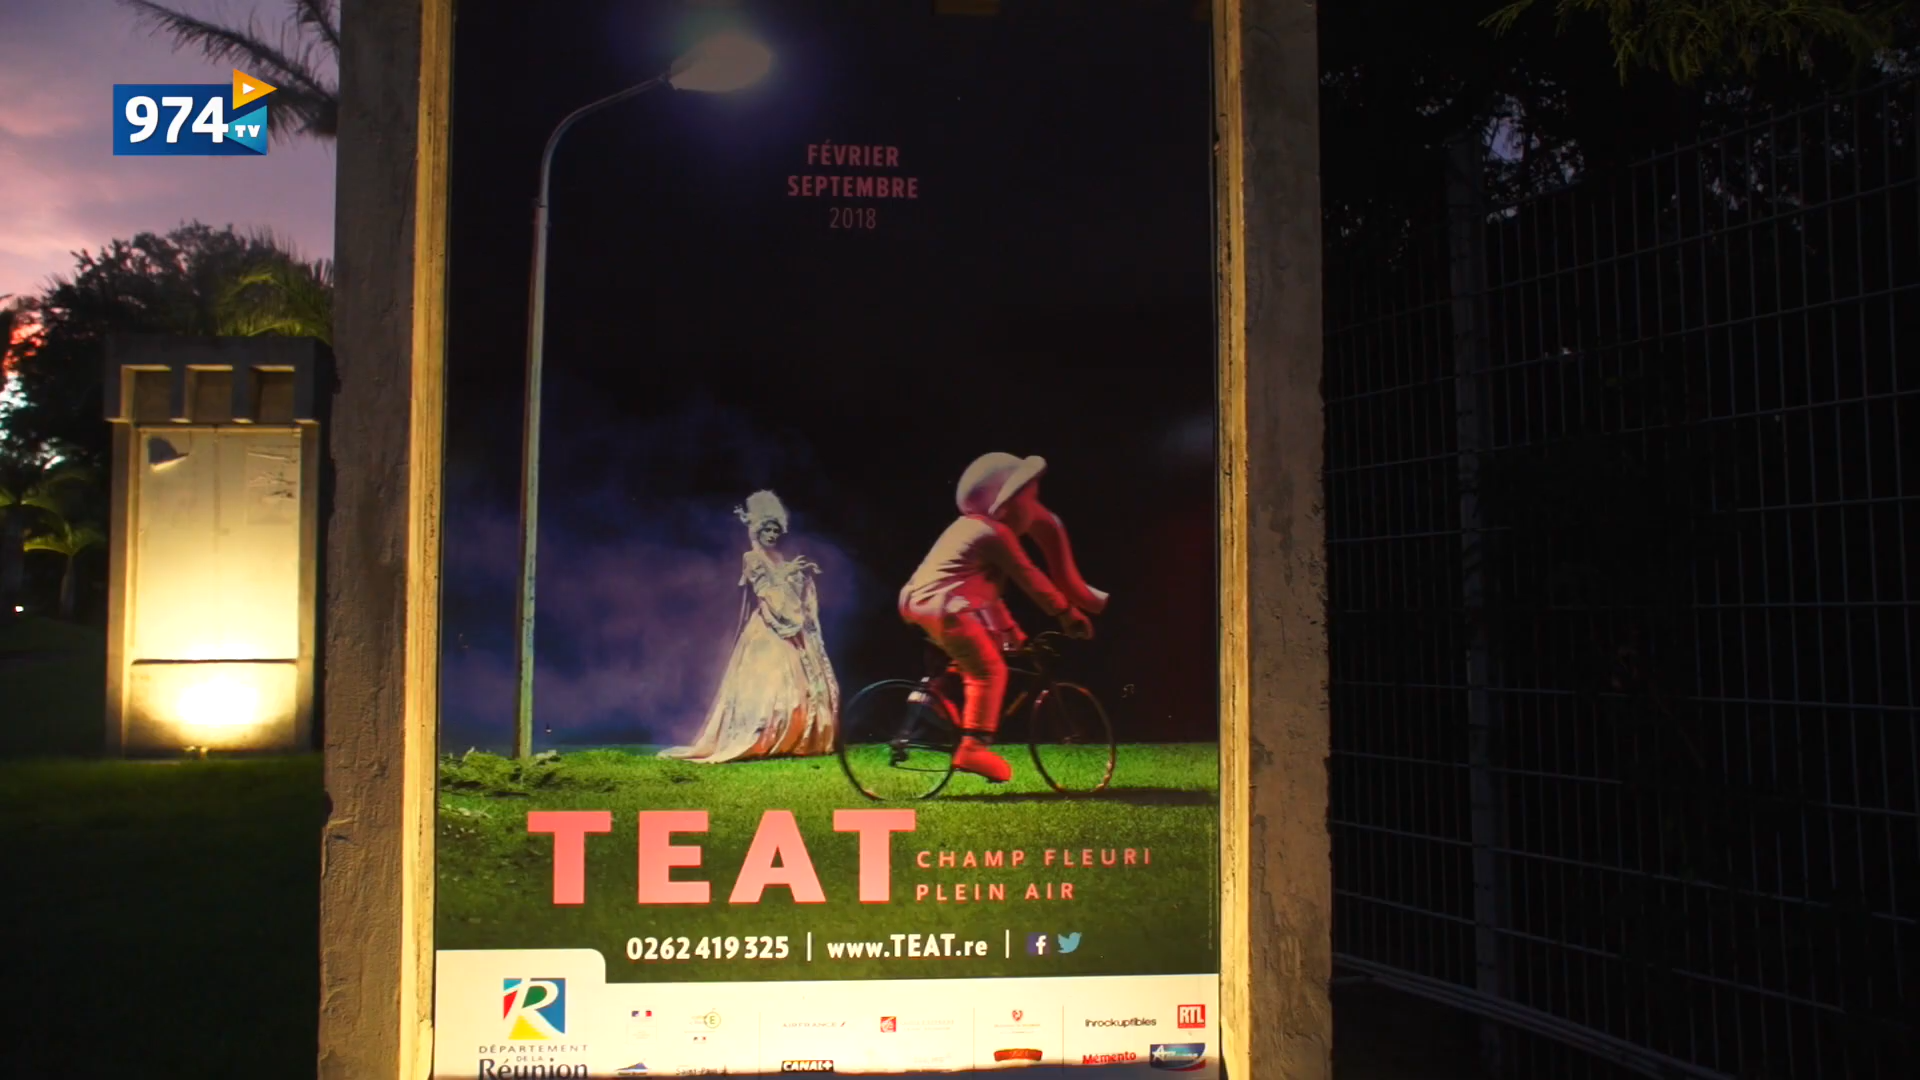 974
TV
FÉVRIER
SEPTEMBRE
2018
TEAT
CHAMP FLEURI
PLEIN AIR
0262 419 325 | www.TEAT.re |
DÉPARTEMENT
DE LA
Réunion
AIRFRANCE
CANAL+
Inrockuptibles
RTL
Mémento